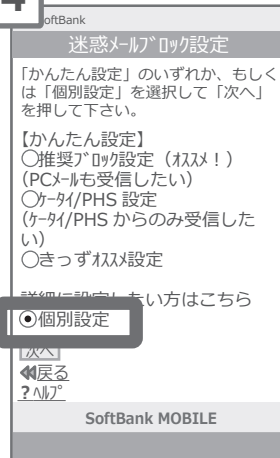 4
oftBank
迷惑ﾒｰﾙﾌﾞﾛｯｸ設定
「かんたん設定」のいずれか、もしく
は「個別設定」を選択して「次へ」
を押して下さい。
【かんたん設定】
○推奨ﾌﾞﾛｯｸ設定（ｵｽｽﾒ！）
(PCﾒｰﾙも受信したい)
○ｹｰﾀｲ/PHS 設定
(ｹｰﾀｲ/PHS からのみ受信した
い)
○きっずｵｽｽﾒ設定
詳細に設定したい方はこちら
◉個別設定
次へ
戻る
?ﾍﾙﾌﾟ
SoftBank MOBILE